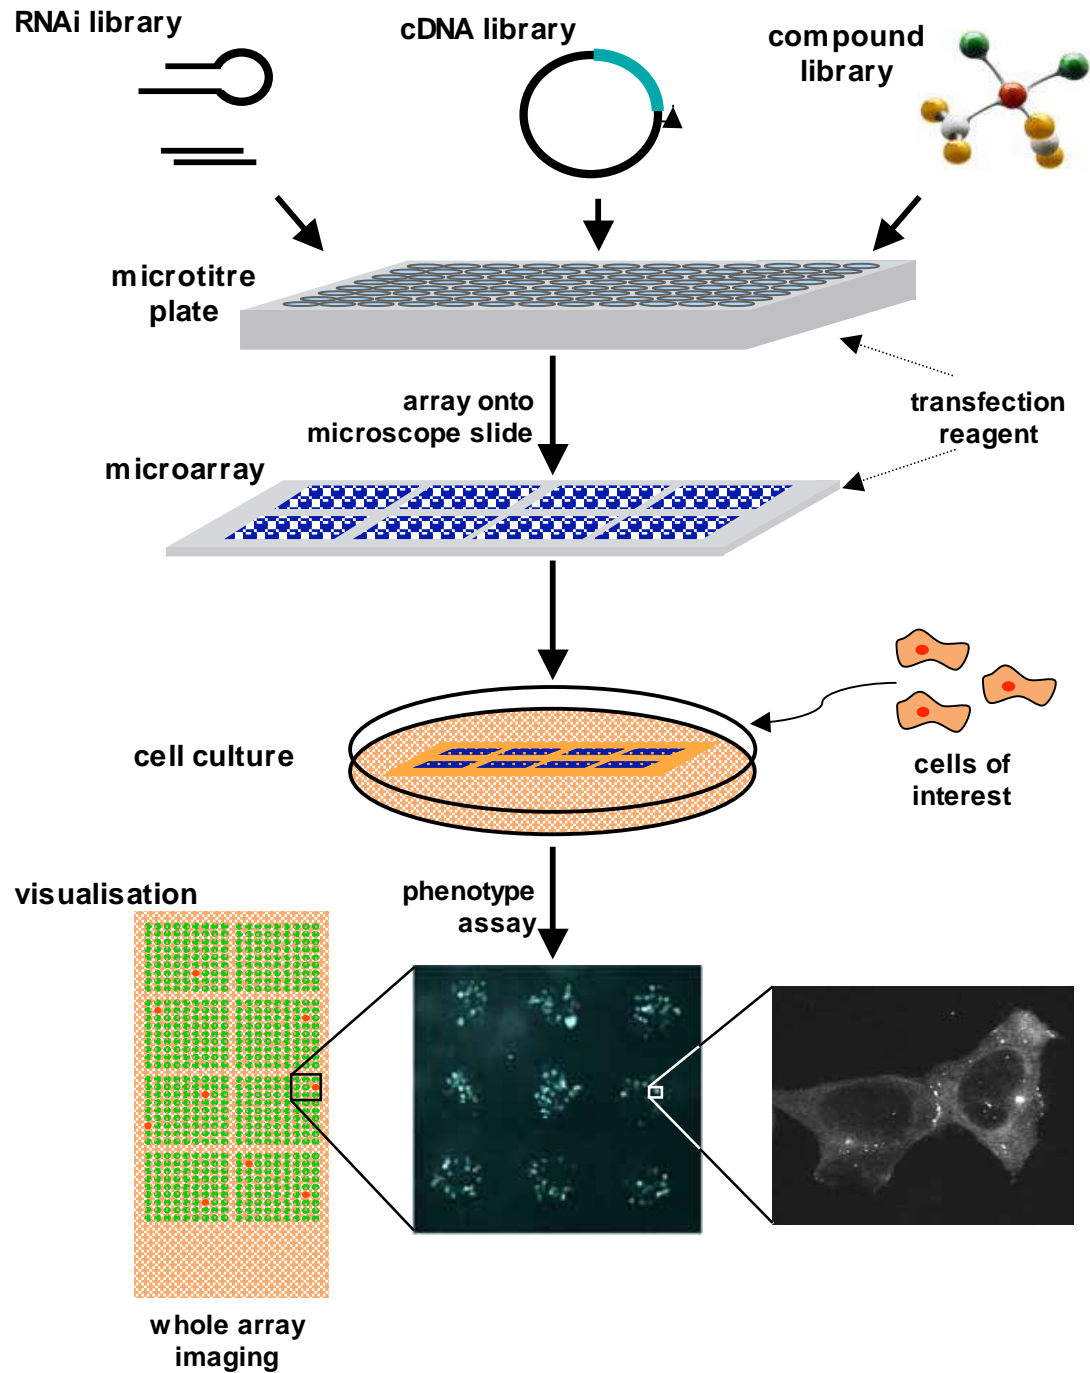 RNAi library
cDNA library
compound
library
microtitre
plate
array onto
microscope slide
transfection
reagent
microarray
cell culture
cells of
interest
visualisation
phenotype
assay
whole array
imaging